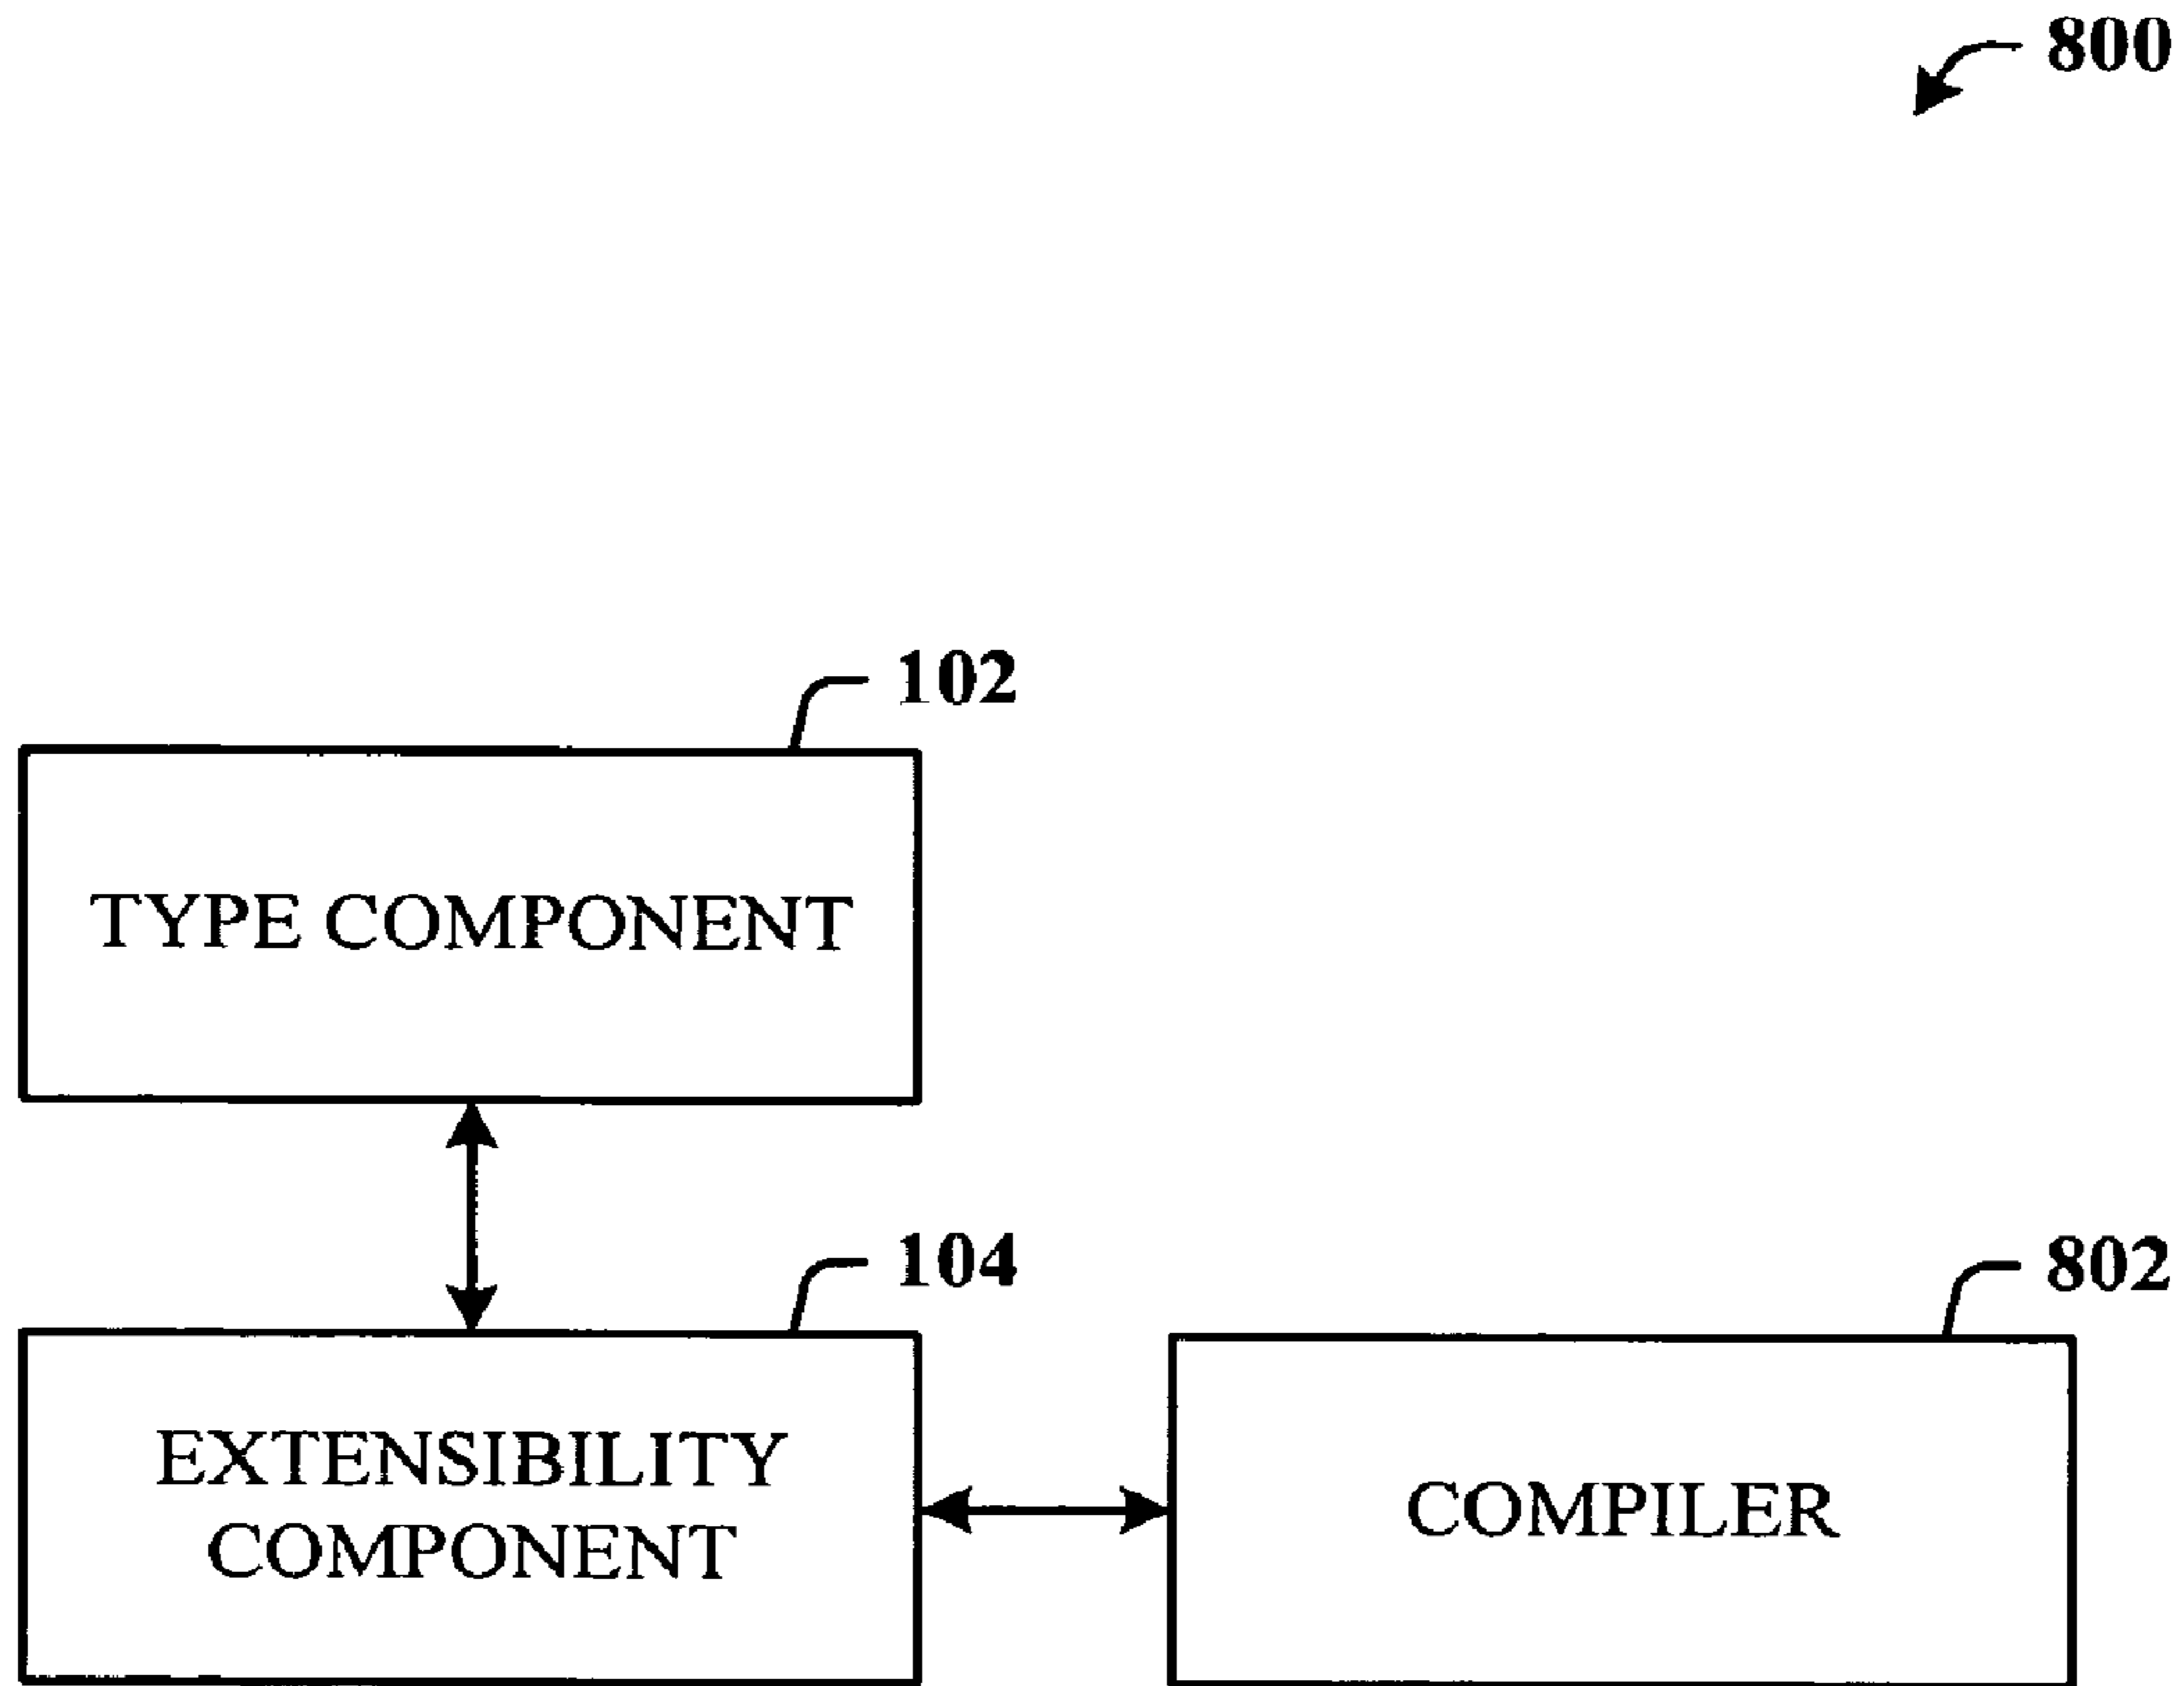 800
102
TYPE COMPONENT
104
802
EXTENSIBILITY
COMPONENT
COMPILER